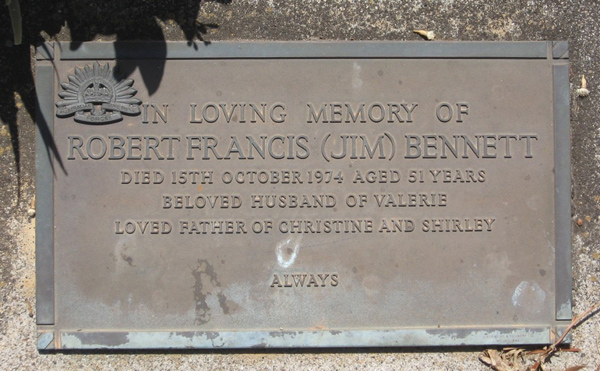 IN LOVING MEMORY OF
ROBERT FRANCIS (JIM) BENNETT
DIED 15TH OCTOBER 1974 AGED 51 YEARS
BELOVED HUSBAND OF VALERIE
LOVED FATHER OF CHRISTINE AND SHIRLEY
ALWAYS